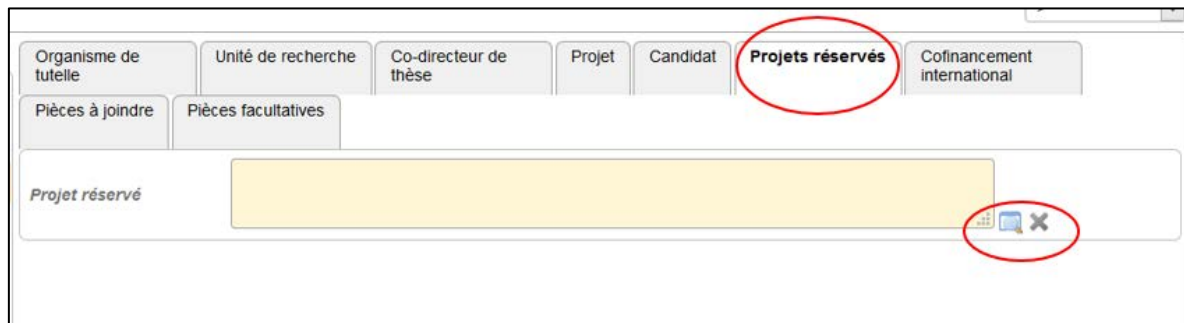 Organisme de
tutelle
Unité de recherche
Co-directeur de
thèse
Projet
Candidat
Projets réservés
Cofinancement
international
Pièces à joindre
Pièces facultatives
Projet réservé